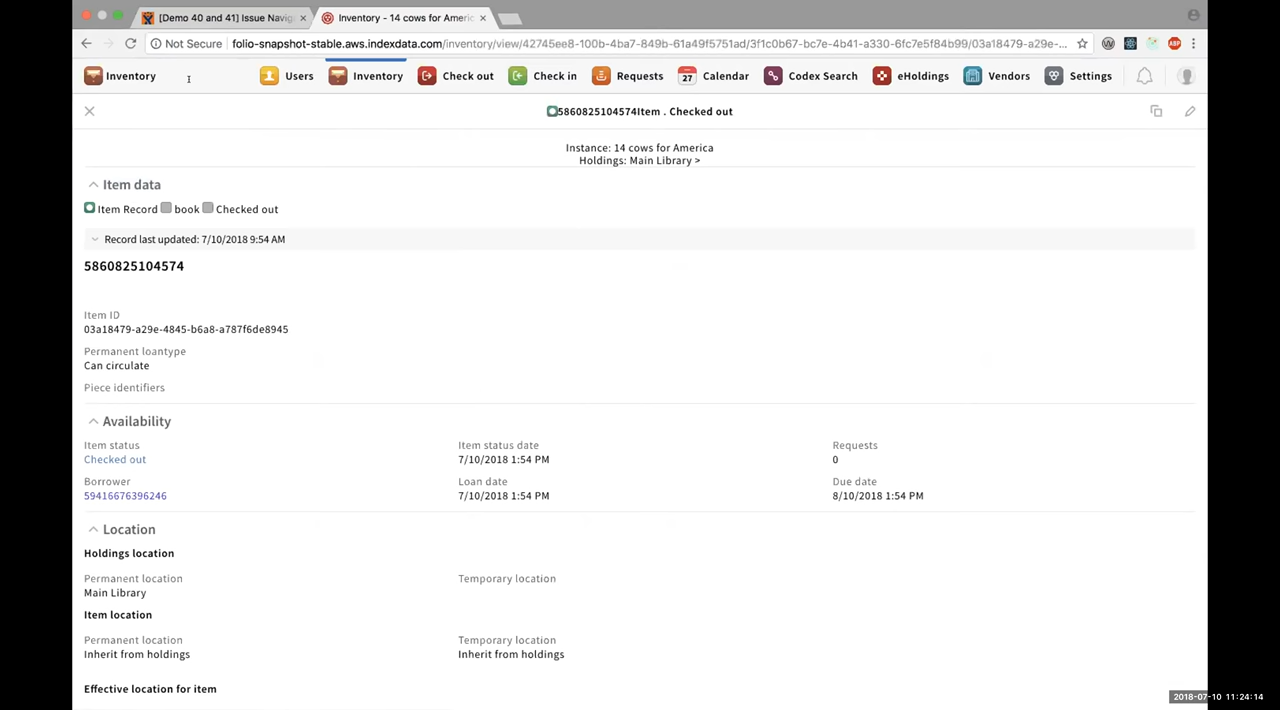 [Demo 40 and 41] Issue Navig
Inventory - 14 cows for Americ
Not Secure
folio-snapshot-stable.aws.indexdata.com/inventory/view/42745ee8-100b-4ba7-849b-61a49f5751ad/3f1c0b67-bc7e-4b41-a330-6fc7e5f84b99/03a18479-a29e-...
ABP
Inventory
Users
Inventory
Check out
Check in
Requests
27
Calendar
Codex Search
eHoldings
Vendors
Settings
5860825104574Item . Checked out
Instance: 14 cows for America
Holdings: Main Library >
Item data
Item Record book Checked out
Record last updated: 7/10/2018 9:54 AM
5860825104574
Item ID
03a18479-a29e-4845-b6a8-a787f6de8945
Permanent loantype
Can circulate
Piece identifiers
Availability
Item status
Checked out
Item status date
7/10/2018 1:54 PM
Requests
0
Borrower
59416676396246
Loan date
7/10/2018 1:54 PM
Due date
8/10/2018 1:54 PM
Location
Holdings location
Permanent location
Main Library
Temporary location
Item location
Permanent location
Inherit from holdings
Temporary location
Inherit from holdings
Effective location for item
2018-07-10 11:24:14